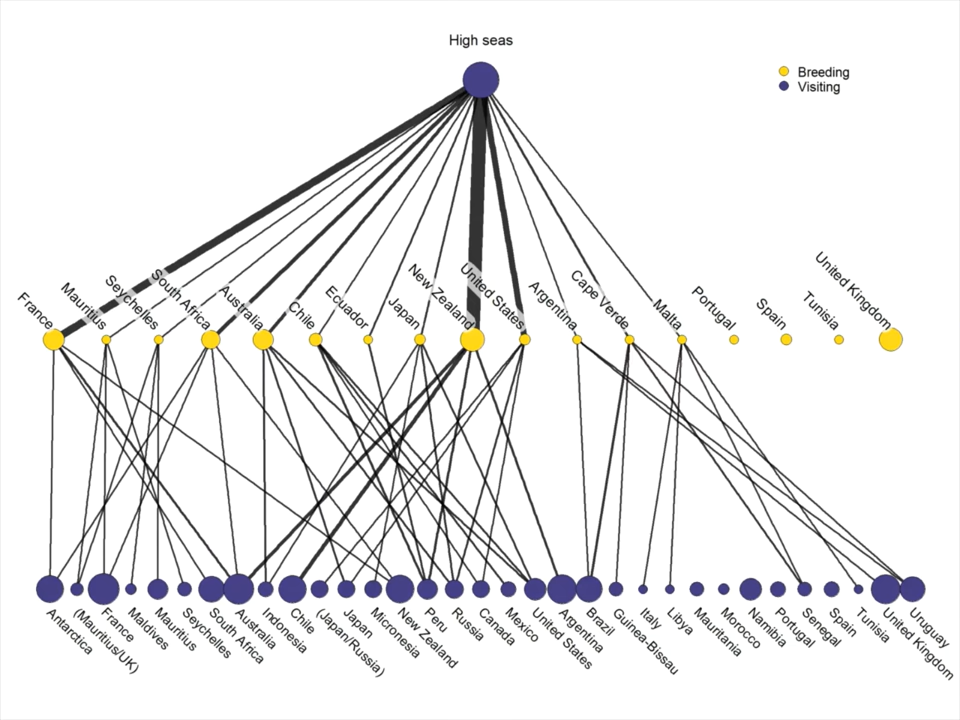 High seas
Breeding
Visiting
France
Mauritius
Seychelles
South Africa
Australia
Chile
Ecuador
Japan
New Zealand
United States
Argentina
Cape Verde
Malta
Portugal
Spain
Tunisia
United Kingdom
Antarctica
(Mauritius/UK)
France
Maldives
Mauritius
Seychelles
South Africa
Australia
Indonesia
Chile
(Japan/Russia)
Japan
Micronesia
New Zealand
Peru
Russia
Canada
Mexico
United States
Argentina
Brazil
Guinea-Bissau
Italy
Libya
Mauritania
Morocco
Namibia
Portugal
Senegal
Spain
Tunisia
United Kingdom
Uruguay